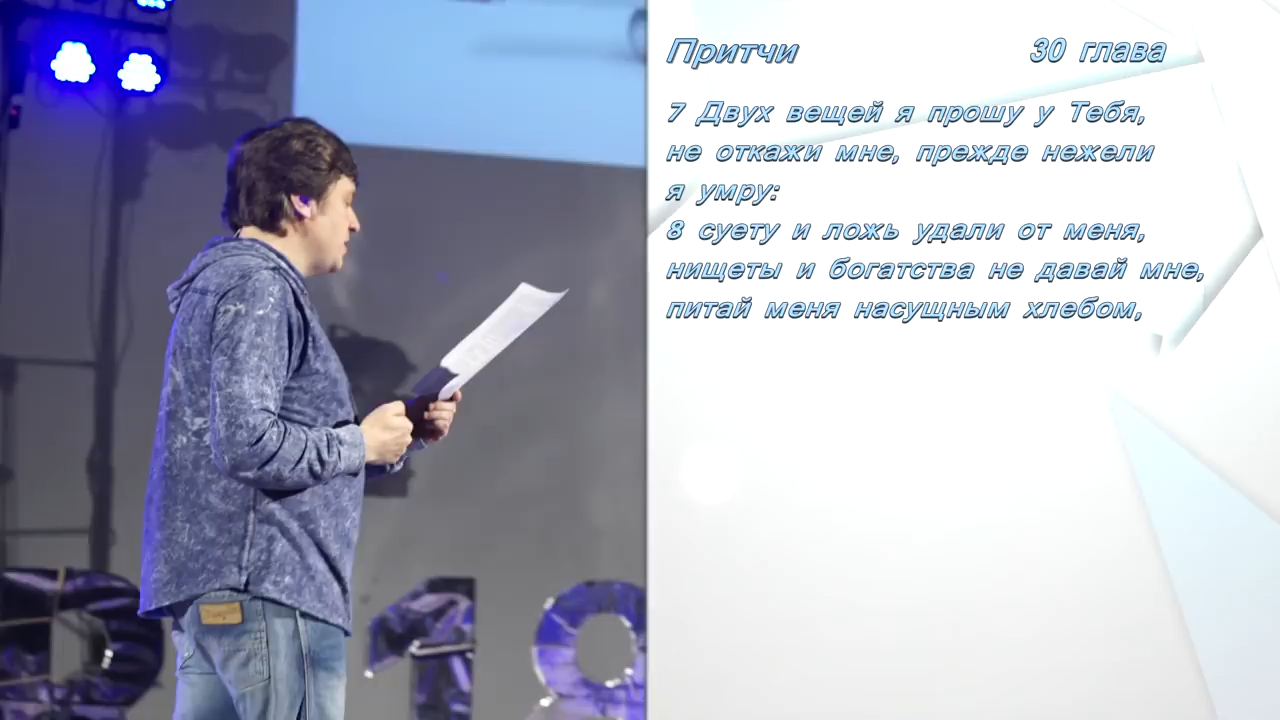 Притчи 30 глава
7 Двух вещей я прошу у Тебя,
не откажи мне, прежде нежели
я умру:
8 суету и ложь удали от меня,
нищеты и богатства не давай мне,
питай меня насущным хлебом,
18